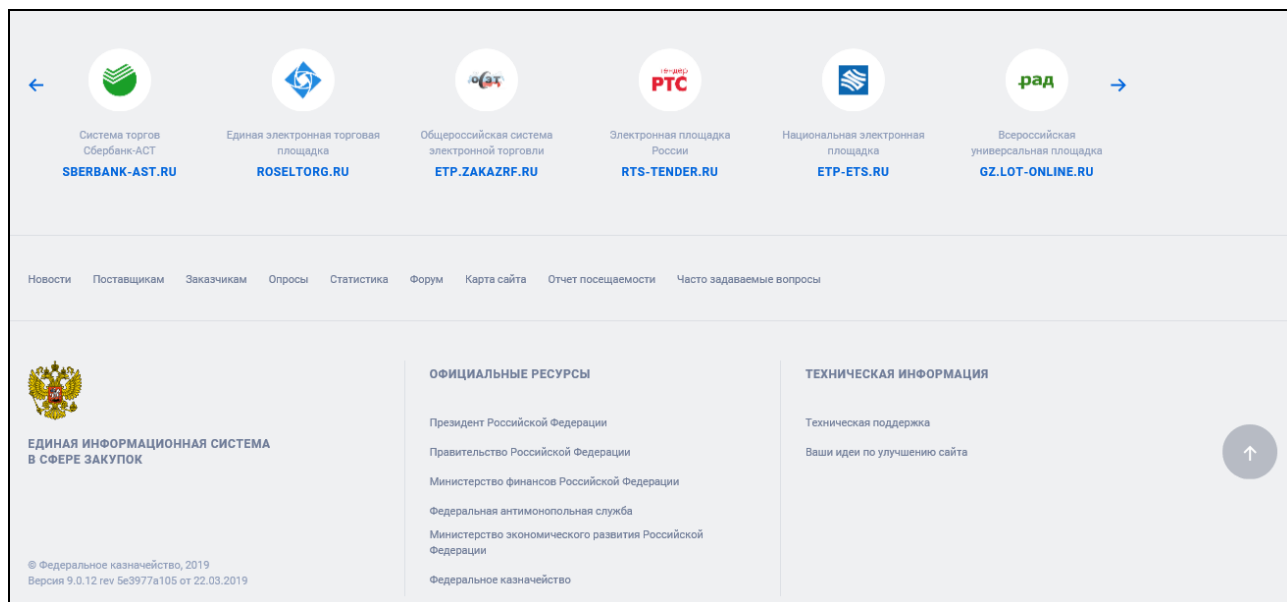 оСэт
тендер
РТС
рад
Система торгов
Сбербанк-АСТ
SBERBANK-AST.RU
Единая электронная торговая
площадка
ROSELTORG.RU
Общероссийская система
электронной торговли
ETP.ZAKAZRF.RU
Электронная площадка
России
RTS-TENDER.RU
Национальная электронная
площадка
ETP-ETS.RU
Всероссийская
универсальная площадка
GZ.LOT-ONLINE.RU
Новости Поставщикам Заказчикам Опросы Статистика Форум Карта сайта Отчет посещаемости Часто задаваемые вопросы
ЕДИНАЯ ИНФОРМАЦИОННАЯ СИСТЕМА
В СФЕРЕ ЗАКУПОК
© Федеральное казначейство, 2019
Версия 9.0.12 rev 5e3977a105 от 22.03.2019
ОФИЦИАЛЬНЫЕ РЕСУРСЫ
Президент Российской Федерации
Правительство Российской Федерации
Министерство финансов Российской Федерации
Федеральная антимонопольная служба
Министерство экономического развития Российской
Федерации
Федеральное казначейство
ТЕХНИЧЕСКАЯ ИНФОРМАЦИЯ
Техническая поддержка
Ваши идеи по улучшению сайта